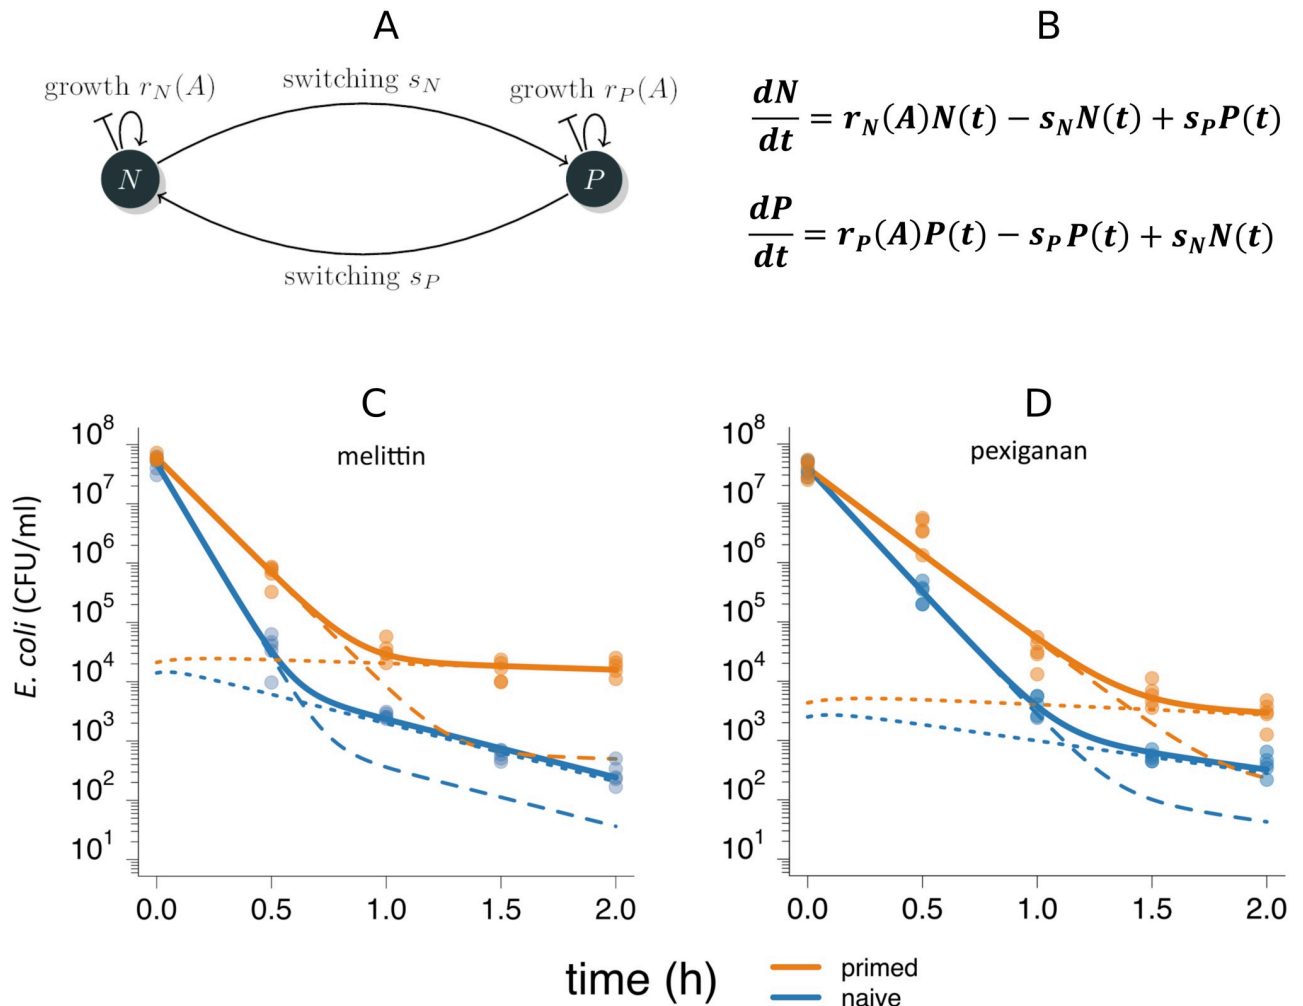 A
growth r_N(A)
switching s_N
growth r_P(A)
N
P
switching s_P
B
dN/dt = r_N(A)N(t) − s_N N(t) + s_P P(t)
dP/dt = r_P(A)P(t) − s_P P(t) + s_N N(t)
C
melittin
E. coli (CFU/ml)
10^8
10^7
10^6
10^5
10^4
10^3
10^2
10^1
0.0 0.5 1.0 1.5 2.0
D
pexiganan
10^8
10^7
10^6
10^5
10^4
10^3
10^2
10^1
0.0 0.5 1.0 1.5 2.0
time (h)
primed
naive